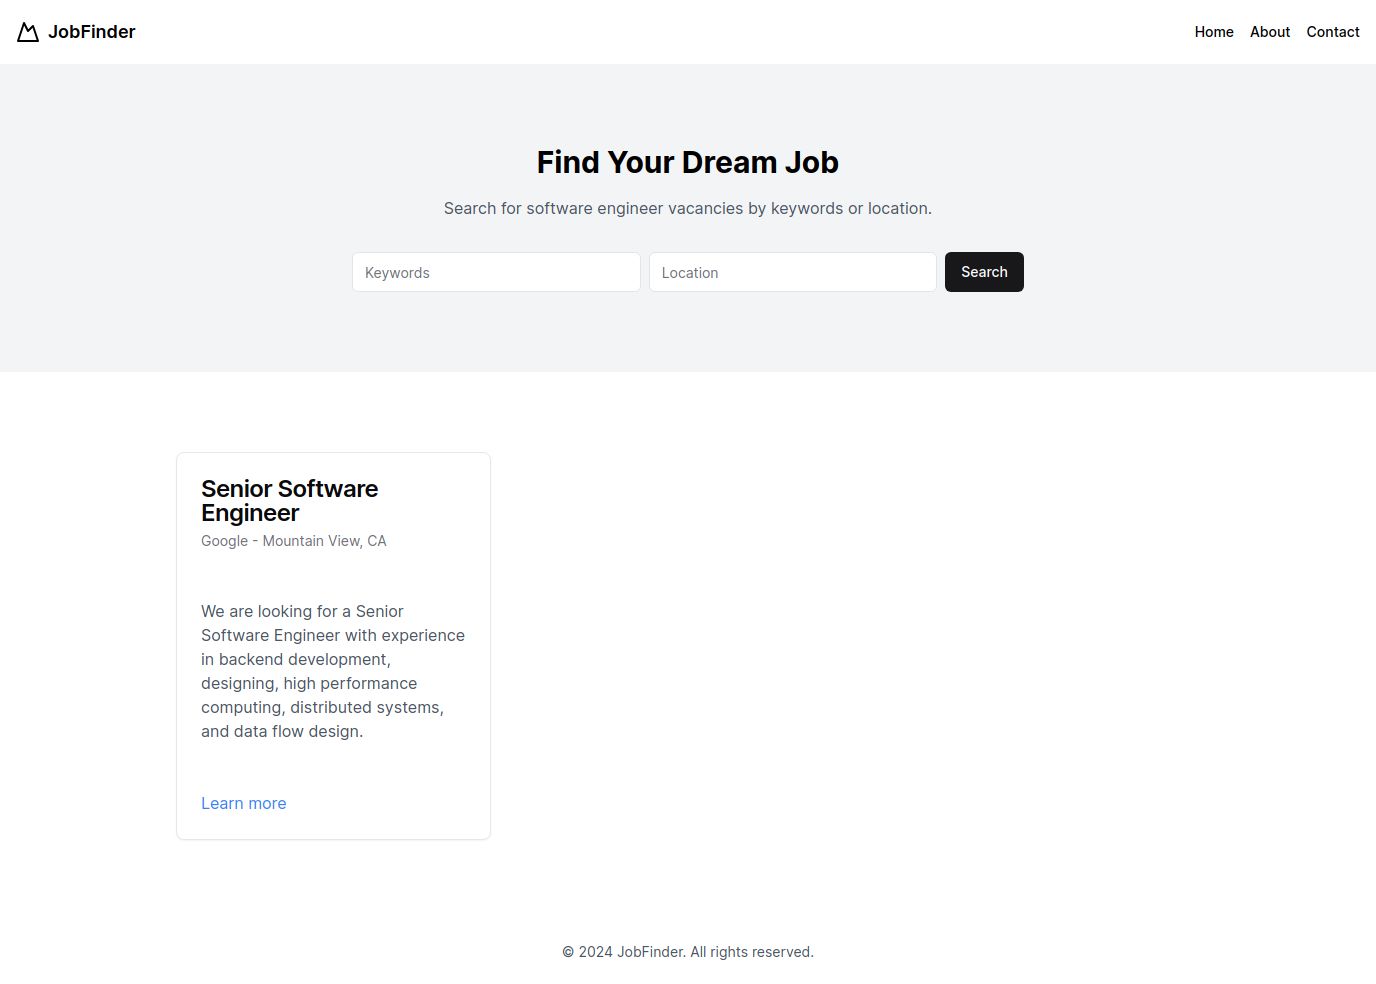 JobFinder
Home About Contact
Find Your Dream Job
Search for software engineer vacancies by keywords or location.
Keywords
Location
Search
Senior Software
Engineer
Google - Mountain View, CA
We are looking for a Senior
Software Engineer with experience
in backend development,
designing, high performance
computing, distributed systems,
and data flow design.
Learn more
© 2024 JobFinder. All rights reserved.